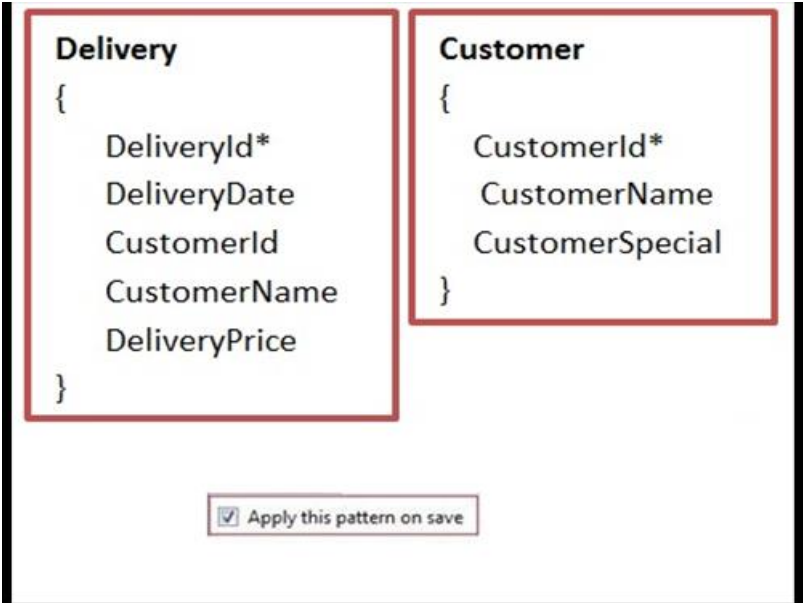 Delivery
{
DeliveryId*
DeliveryDate
CustomerId
CustomerName
DeliveryPrice
}
Customer
{
CustomerId*
CustomerName
CustomerSpecial
}
Apply this pattern on save